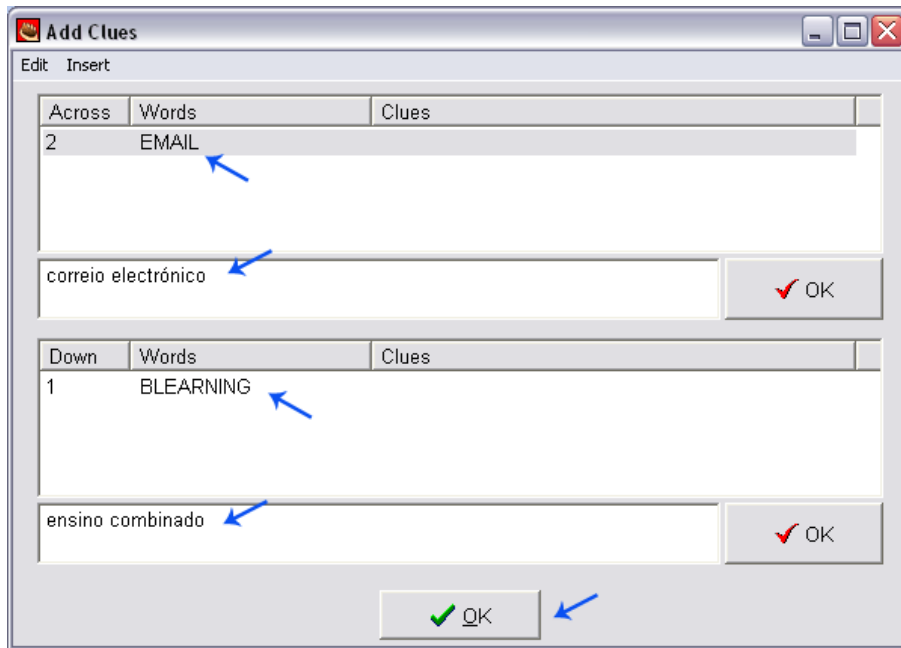 Add Clues
Edit Insert
Across Words Clues
2 EMAIL
correio electrónico
OK
Down Words Clues
1 BLEARNING
ensino combinado
OK
OK